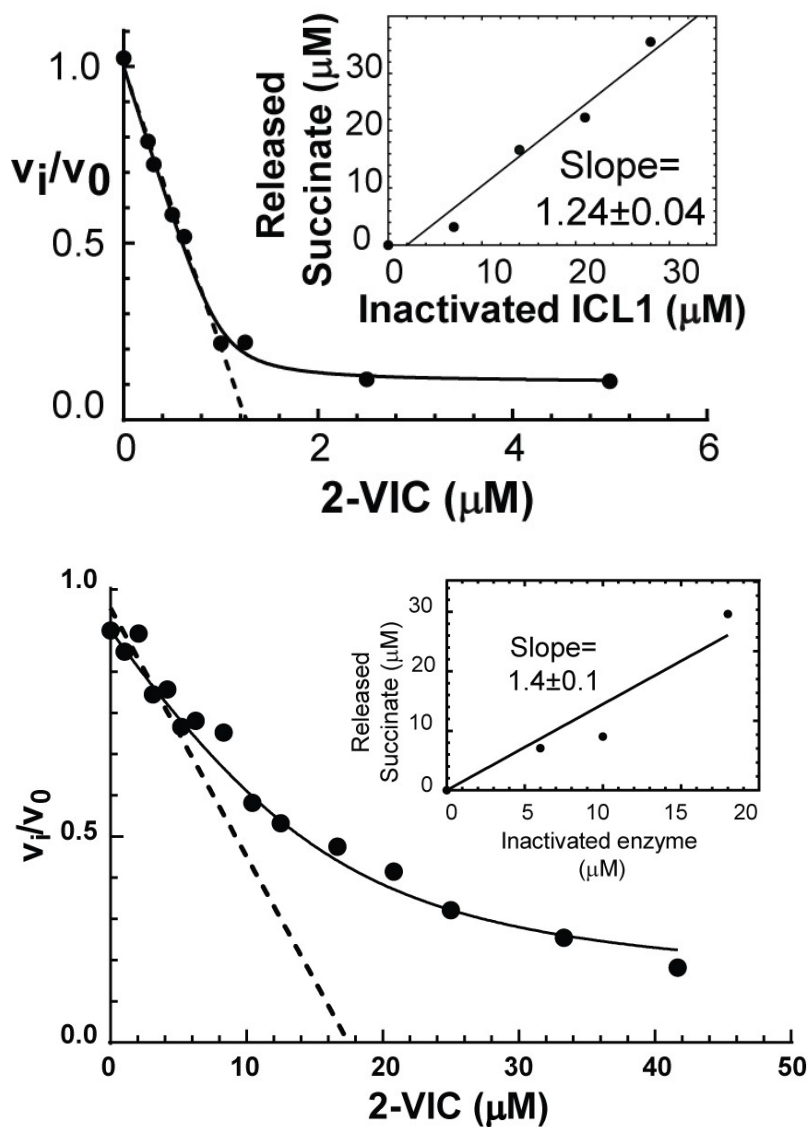 1.0
0.5
0.0
vi/v0
0
2
4
6
2-VIC (μM)
Released
Succinate (μM)
40
30
20
10
0
Slope=
1.24±0.04
0
10
20
30
Inactivated ICL1 (μM)
1.0
0.5
0.0
vi/v0
0
10
20
30
40
50
2-VIC (μM)
Released
Succinate (μM)
30
20
10
0
Slope=
1.4±0.1
0
5
10
15
20
Inactivated enzyme
(μM)